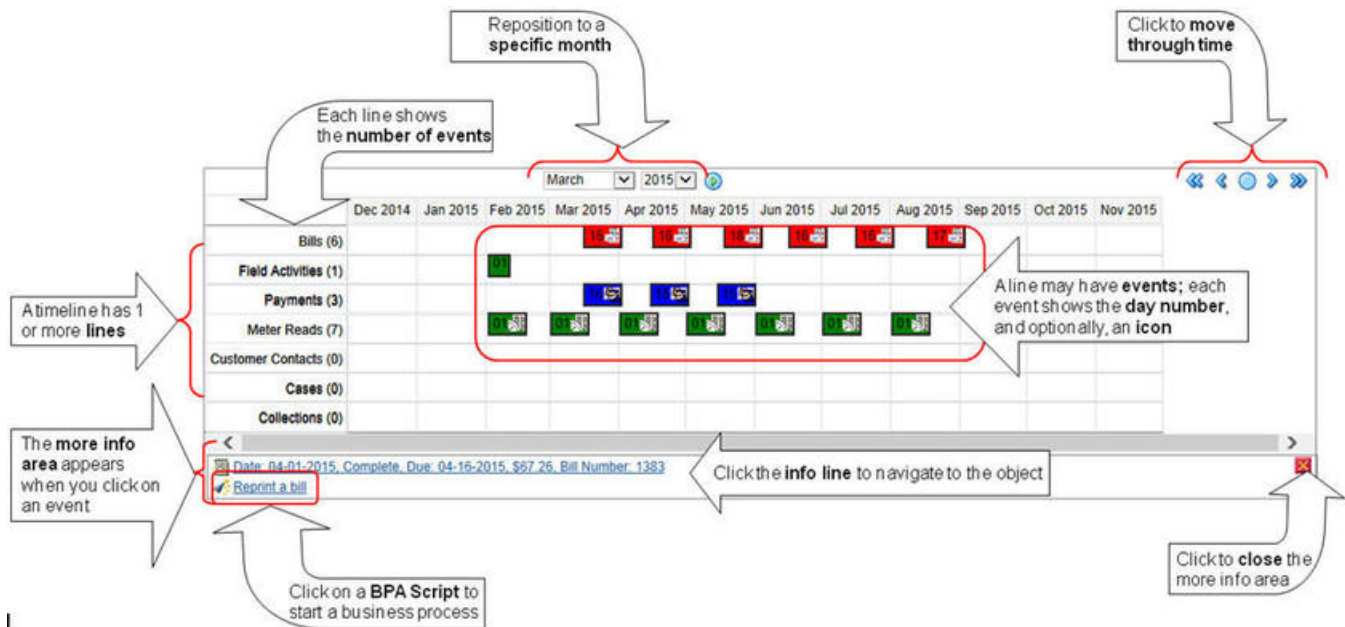 Reposition to a
specific month
Click to move
through time
Each line shows
the number of events
March 2015
Dec 2014 Jan 2015 Feb 2015 Mar 2015 Apr 2015 May 2015 Jun 2015 Jul 2015 Aug 2015 Sep 2015 Oct 2015 Nov 2015
Bills (6)
16 16 18 16 16 17
Field Activities (1)
01
Payments (3)
Meter Reads (7)
01 01 01 01 01 01 01
Customer Contacts (0)
Cases (0)
Collections (0)
A timeline has 1
or more lines
A line may have events; each
event shows the day number,
and optionally, an icon
The more info
area appears
when you click on
an event
Date: 04-01-2015, Complete, Due: 04-16-2015, $67.26, Bill Number: 1383
Reprint a bill
Click the info line to navigate to the object
Click on a BPA Script to
start a business process
Click to close the
more info area